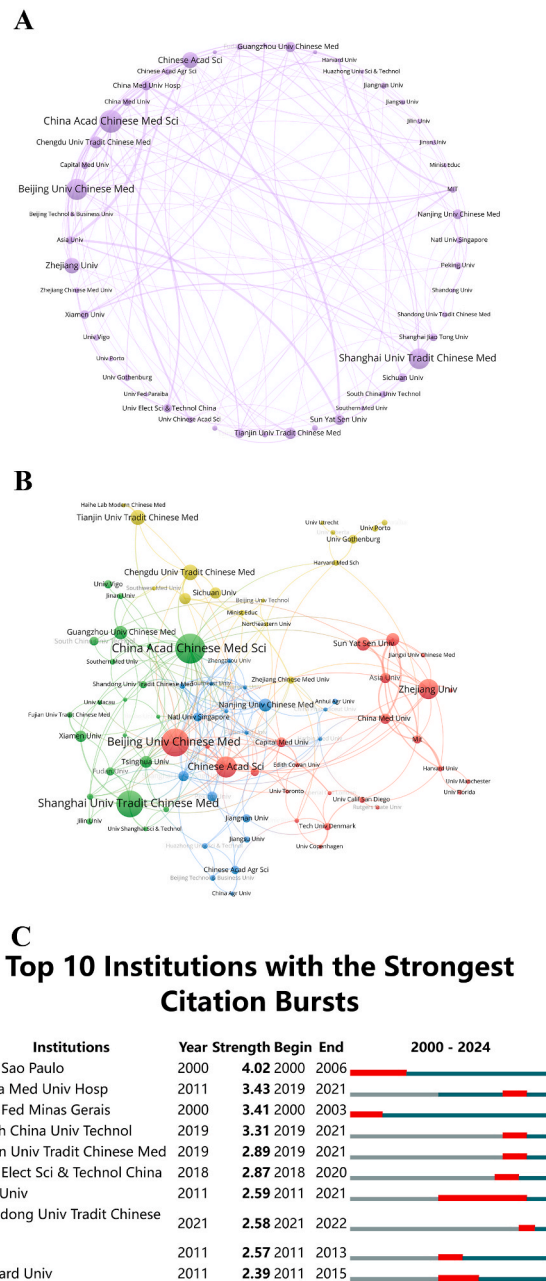 A
Guangzhou Univ Chinese Med
Chinese Acad Sci
Harvard Univ
Chinese Acad Agr Sci
Huazhong Univ Sci & Technol
China Med Univ Hosp
Jiangnan Univ
China Med Univ
Jiangsu Univ
China Acad Chinese Med Sci
Jilin Univ
Chengdu Univ Tradit Chinese Med
Jinan Univ
Capital Med Univ
Minist Educ
Beijing Univ Chinese Med
MIT
Beijing Technol & Business Univ
Nanjing Univ Chinese Med
Asia Univ
Natl Univ Singapore
Zhejiang Univ
Peking Univ
Zhejiang Chinese Med Univ
Shandong Univ
Xiamen Univ
Shandong Univ Tradit Chinese Med
Univ Vigo
Shanghai Jiao Tong Univ
Univ Porto
Shanghai Univ Tradit Chinese Med
Univ Gothenburg
Sichuan Univ
Univ Fed Paraiba
South China Univ Technol
Univ Elect Sci & Technol China
Southern Med Univ
Univ Chinese Acad Sci
Sun Yat Sen Univ
Tianjin Univ Tradit Chinese Med
B
Haihe Lab Modern Chinese Med
Tianjin Univ Tradit Chinese Med
Univ Utrecht
Univ Porto
Univ Gothenburg
Harvard Med Sch
Chengdu Univ Tradit Chinese Med
Univ Vigo
Southwest Med Univ
Sichuan Univ
Jinan Univ
Beijing Univ Technol
Minist Educ
Northeastern Univ
Guangzhou Univ Chinese Med
South China Univ Technol
China Acad Chinese Med Sci
Sun Yat Sen Univ
Jiangxi Univ Chinese Med
Southern Med Univ
Zhengzhou Univ
Asia Univ
Shandong Univ Tradit Chinese Med
Zhejiang Chinese Med Univ
Zhejiang Univ
Univ Macau
Nanjing Univ Chinese Med
Anhui Agr Univ
Fujian Univ Tradit Chinese Med
Natl Univ Singapore
China Med Univ
Xiamen Univ
Beijing Univ Chinese Med
Capital Med Univ
Mit
Tsinghua Univ
Chinese Acad Sci
Edith Cowan Univ
Fudan Univ
Harvard Univ
Univ Manchester
Univ Florida
Univ Toronto
Shanghai Univ Tradit Chinese Med
Univ Calif San Diego
Rutgers State Univ
Jilin Univ
Univ Shanghai Sci & Technol
Jiangnan Univ
Tech Univ Denmark
Jiangsu Univ
Huazhong Univ Sci & Technol
Univ Copenhagen
Chinese Acad Agr Sci
Beijing Technol & Business Univ
China Agr Univ
C
Top 10 Institutions with the Strongest
Citation Bursts
Institutions Year Strength Begin End 2000 - 2024
Sao Paulo 2000 4.02 2000 2006
a Med Univ Hosp 2011 3.43 2019 2021
Fed Minas Gerais 2000 3.41 2000 2003
h China Univ Technol 2019 3.31 2019 2021
n Univ Tradit Chinese Med 2019 2.89 2019 2021
Elect Sci & Technol China 2018 2.87 2018 2020
Univ 2011 2.59 2011 2021
dong Univ Tradit Chinese 2021 2.58 2021 2022
2011 2.57 2011 2013
ard Univ 2011 2.39 2011 2015